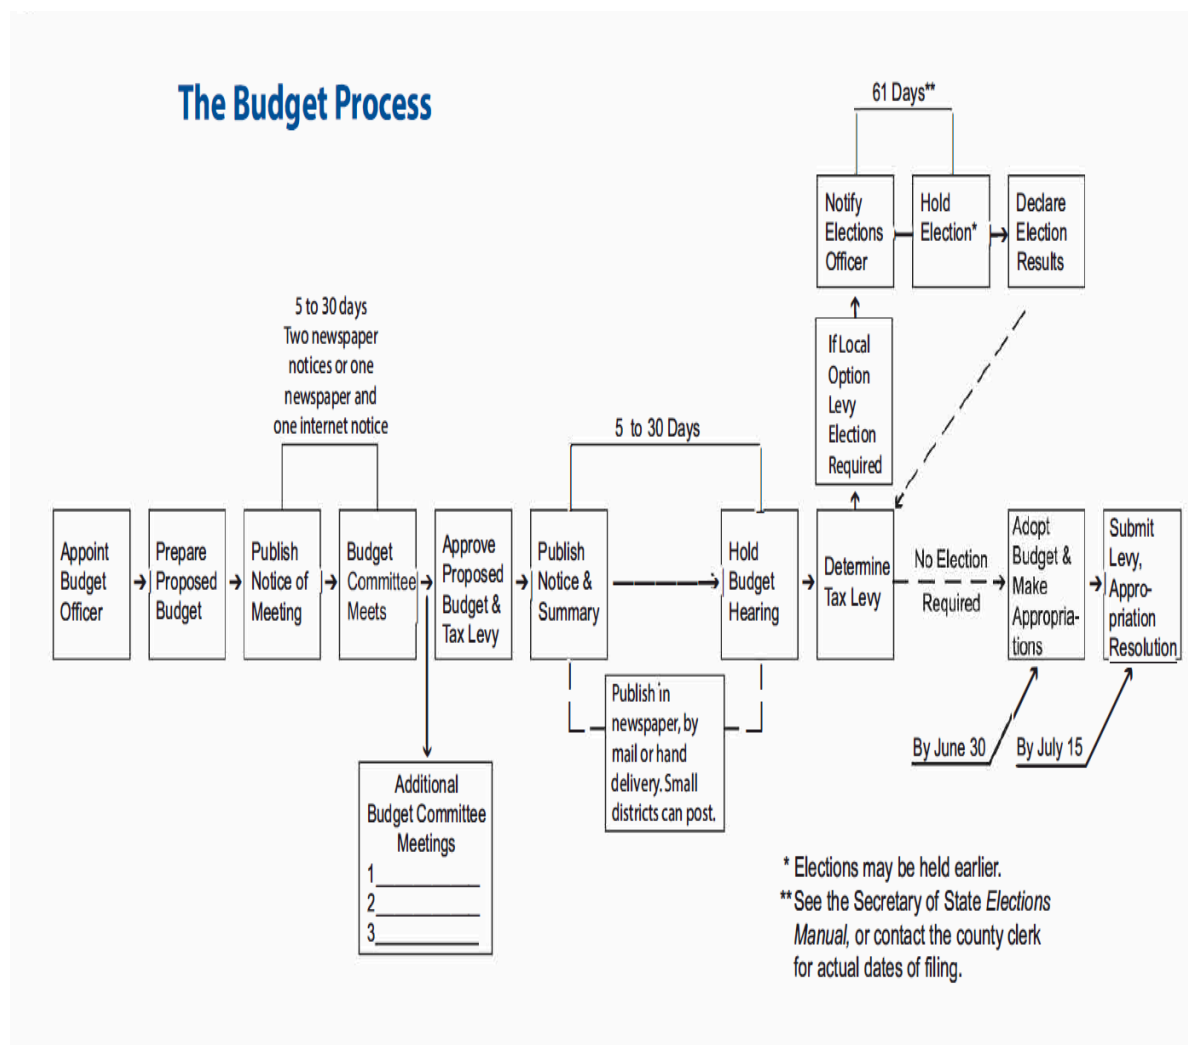 The Budget Process
61 Days**
Notify
Elections
Officer
Hold
Election*
Declare
Election
Results
If Local
Option
Levy
Election
Required
5 to 30 days
Two newspaper
notices or one
newspaper and
one internet notice
5 to 30 Days
Appoint
Budget
Officer
Prepare
Proposed
Budget
Publish
Notice of
Meeting
Budget
Committee
Meets
Approve
Proposed
Budget &
Tax Levy
Publish
Notice &
Summary
Hold
Budget
Hearing
Determine
Tax Levy
No Election
Required
Adopt
Budget &
Make
Appropria-
tions
Submit
Levy,
Appro-
priation
Resolution
Publish in
newspaper, by
mail or hand
delivery. Small
districts can post.
By June 30
By July 15
Additional
Budget Committee
Meetings
1
2
3
* Elections may be held earlier.
** See the Secretary of State Elections
Manual, or contact the county clerk
for actual dates of filing.